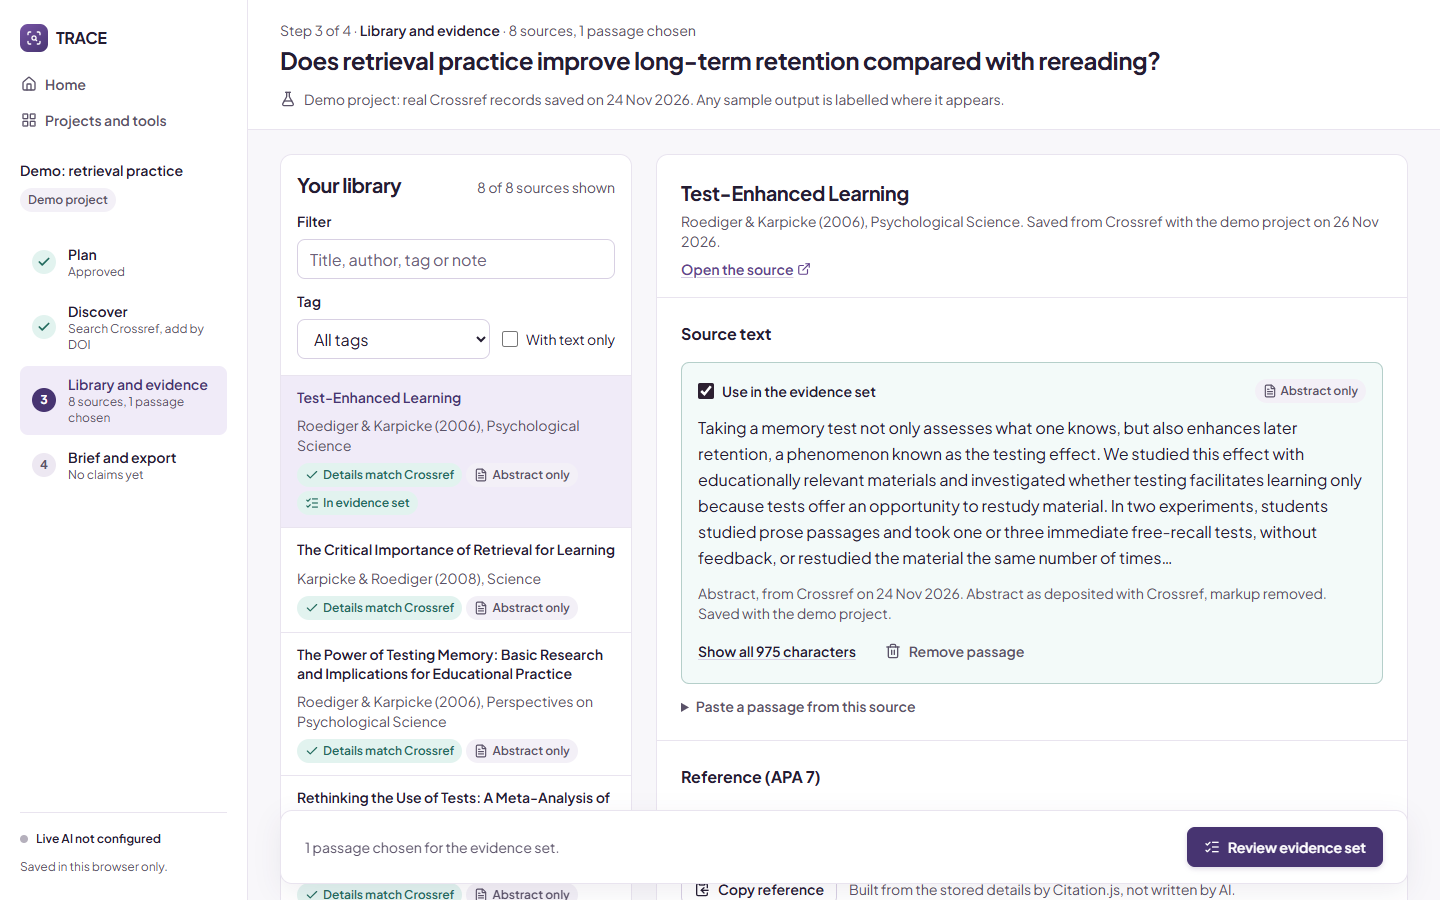 TRACE
Home
Projects and tools
Demo: retrieval practice
Demo project
Plan
Approved
Discover
Search Crossref, add by
DOI
3
Library and evidence
8 sources, 1 passage
chosen
4
Brief and export
No claims yet
Live AI not configured
Saved in this browser only.
Step 3 of 4 · Library and evidence · 8 sources, 1 passage chosen
Does retrieval practice improve long-term retention compared with rereading?
Demo project: real Crossref records saved on 24 Nov 2026. Any sample output is labelled where it appears.
Your library
8 of 8 sources shown
Filter
Title, author, tag or note
Tag
All tags
With text only
Test-Enhanced Learning
Roediger & Karpicke (2006), Psychological
Science
Details match Crossref
Abstract only
In evidence set
The Critical Importance of Retrieval for Learning
Karpicke & Roediger (2008), Science
Details match Crossref
Abstract only
The Power of Testing Memory: Basic Research
and Implications for Educational Practice
Roediger & Karpicke (2006), Perspectives on
Psychological Science
Details match Crossref
Abstract only
Rethinking the Use of Tests: A Meta-Analysis of
Details match Crossref
Abstract only
Test-Enhanced Learning
Roediger & Karpicke (2006), Psychological Science. Saved from Crossref with the demo project on 26 Nov
2026.
Open the source
Source text
Use in the evidence set
Abstract only
Taking a memory test not only assesses what one knows, but also enhances later
retention, a phenomenon known as the testing effect. We studied this effect with
educationally relevant materials and investigated whether testing facilitates learning only
because tests offer an opportunity to restudy material. In two experiments, students
studied prose passages and took one or three immediate free-recall tests, without
feedback, or restudied the material the same number of times…
Abstract, from Crossref on 24 Nov 2026. Abstract as deposited with Crossref, markup removed.
Saved with the demo project.
Show all 975 characters
Remove passage
Paste a passage from this source
Reference (APA 7)
1 passage chosen for the evidence set.
Review evidence set
Copy reference
Built from the stored details by Citation.js, not written by AI.